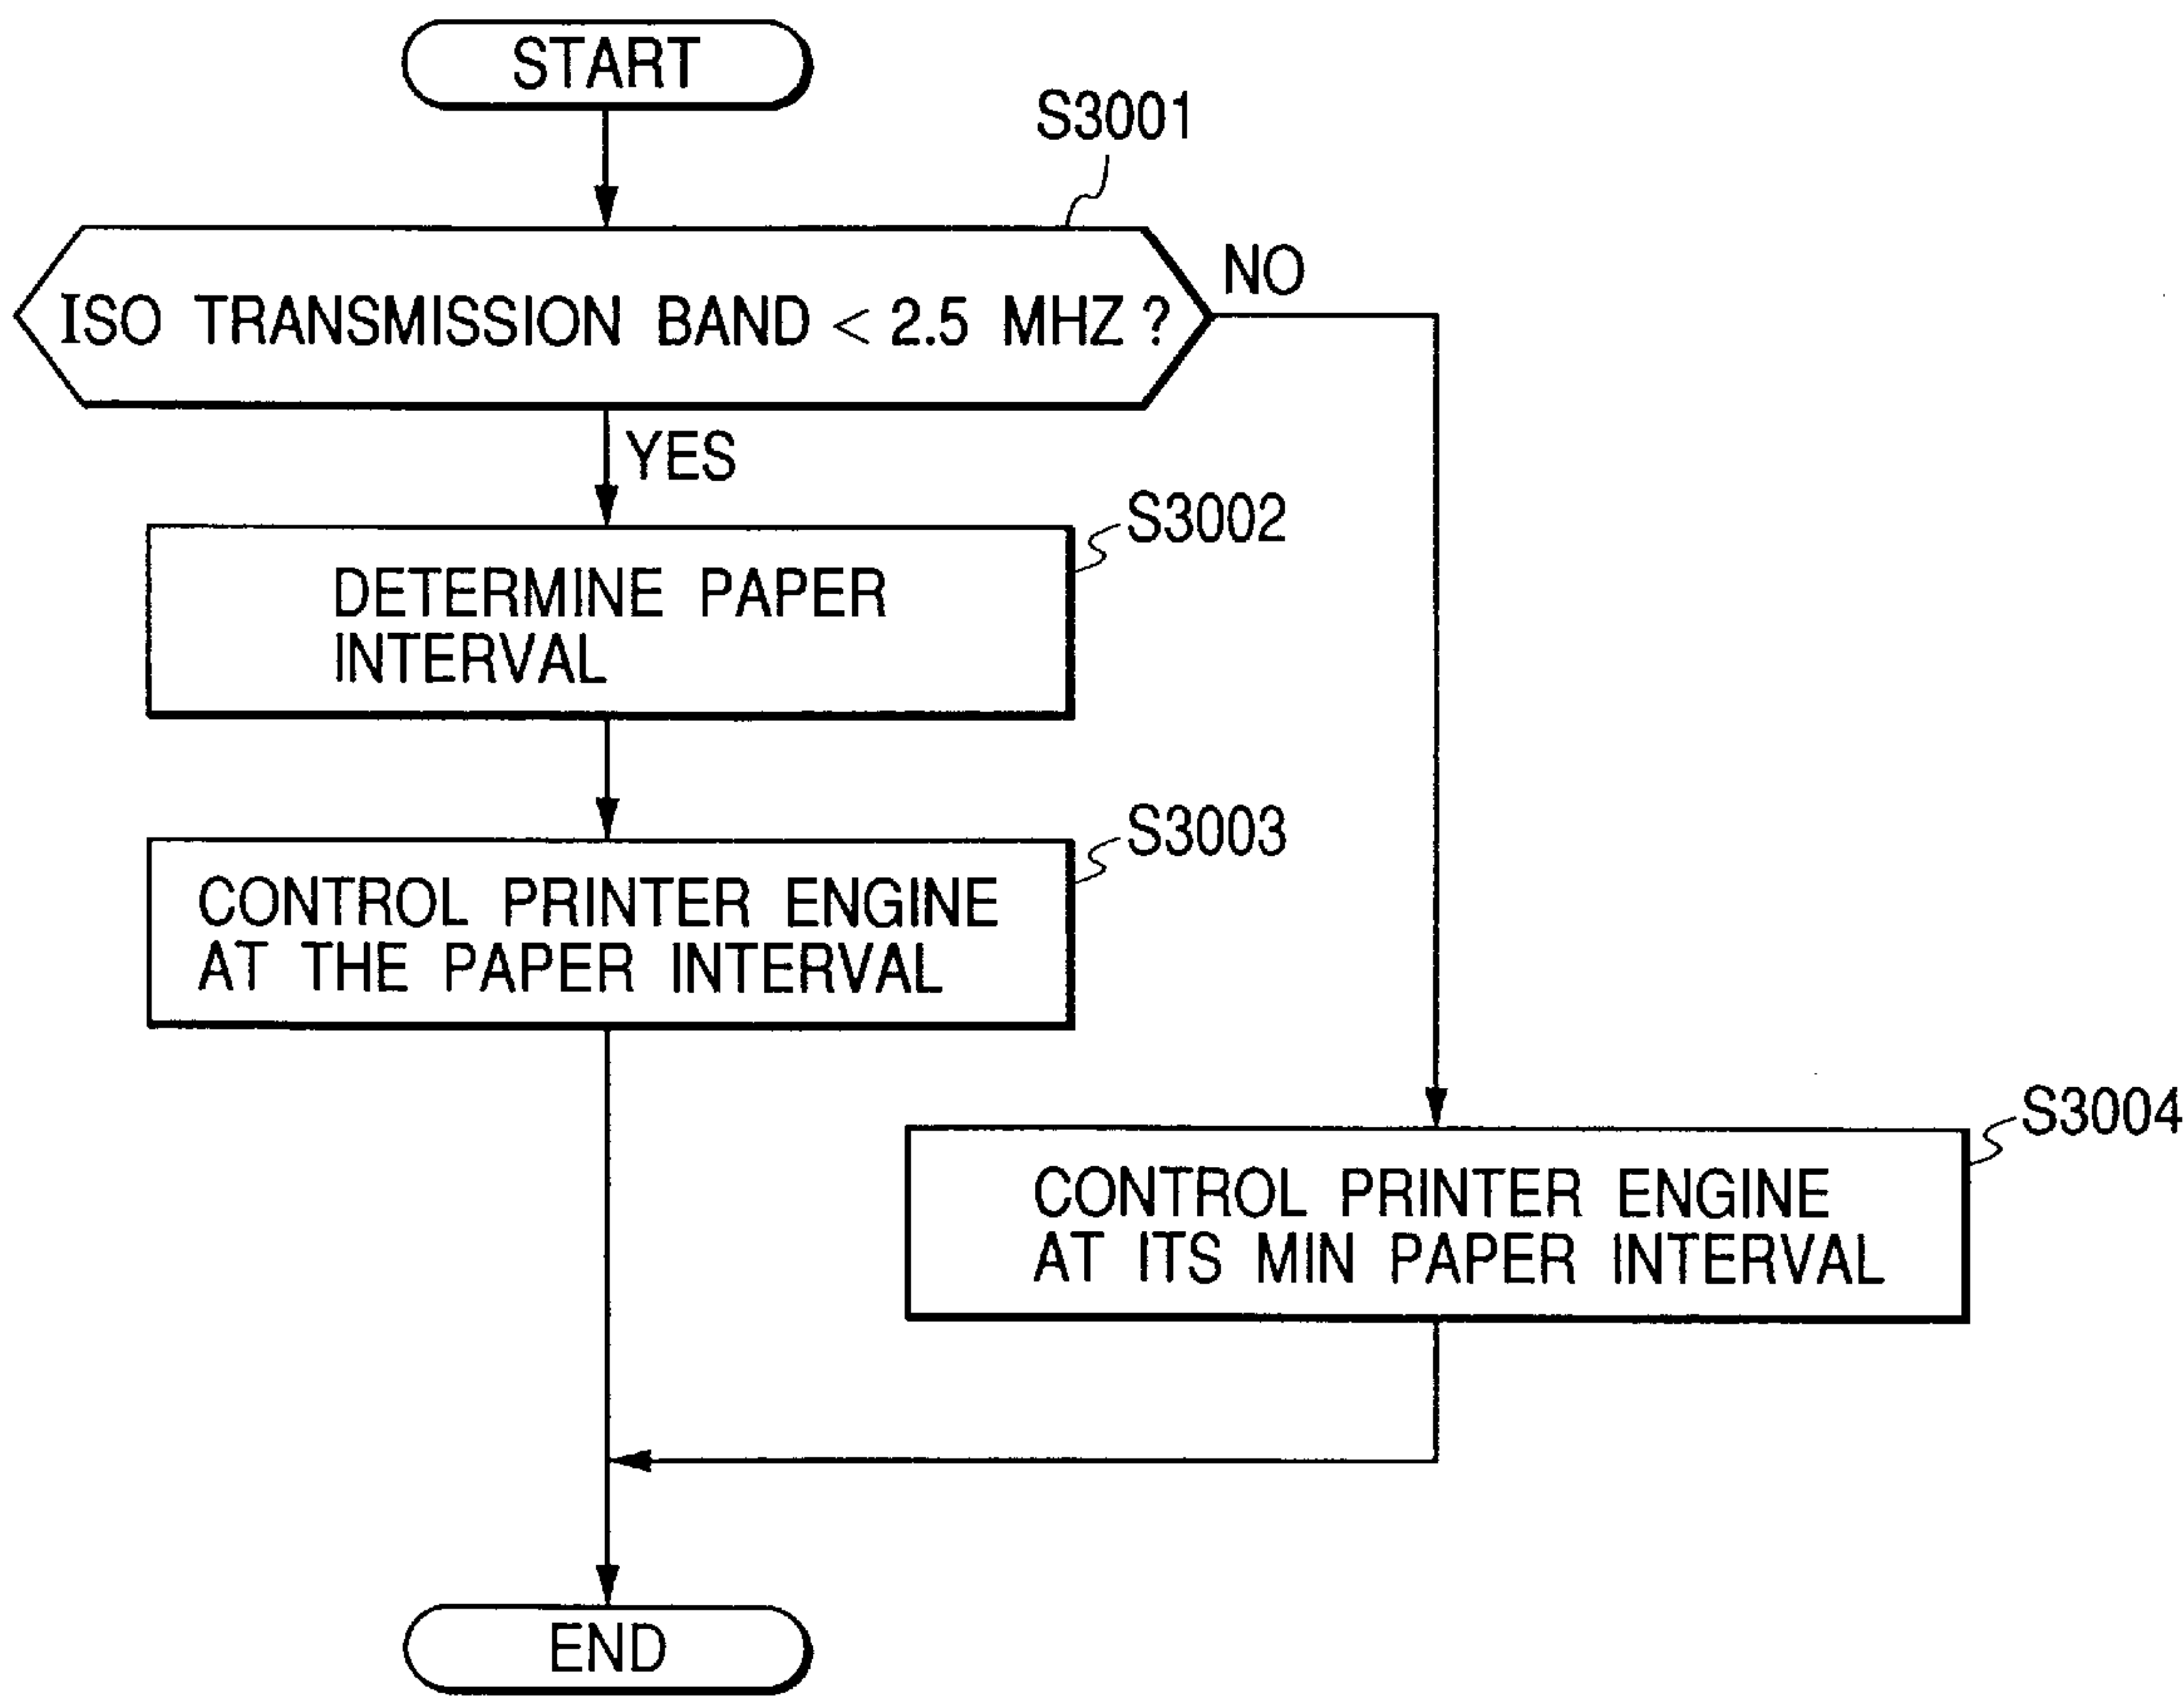 START
S3001
ISO TRANSMISSION BAND < 2.5 MHZ ?
NO
YES
S3002
DETERMINE PAPER
INTERVAL
S3003
CONTROL PRINTER ENGINE
AT THE PAPER INTERVAL
S3004
CONTROL PRINTER ENGINE
AT ITS MIN PAPER INTERVAL
END